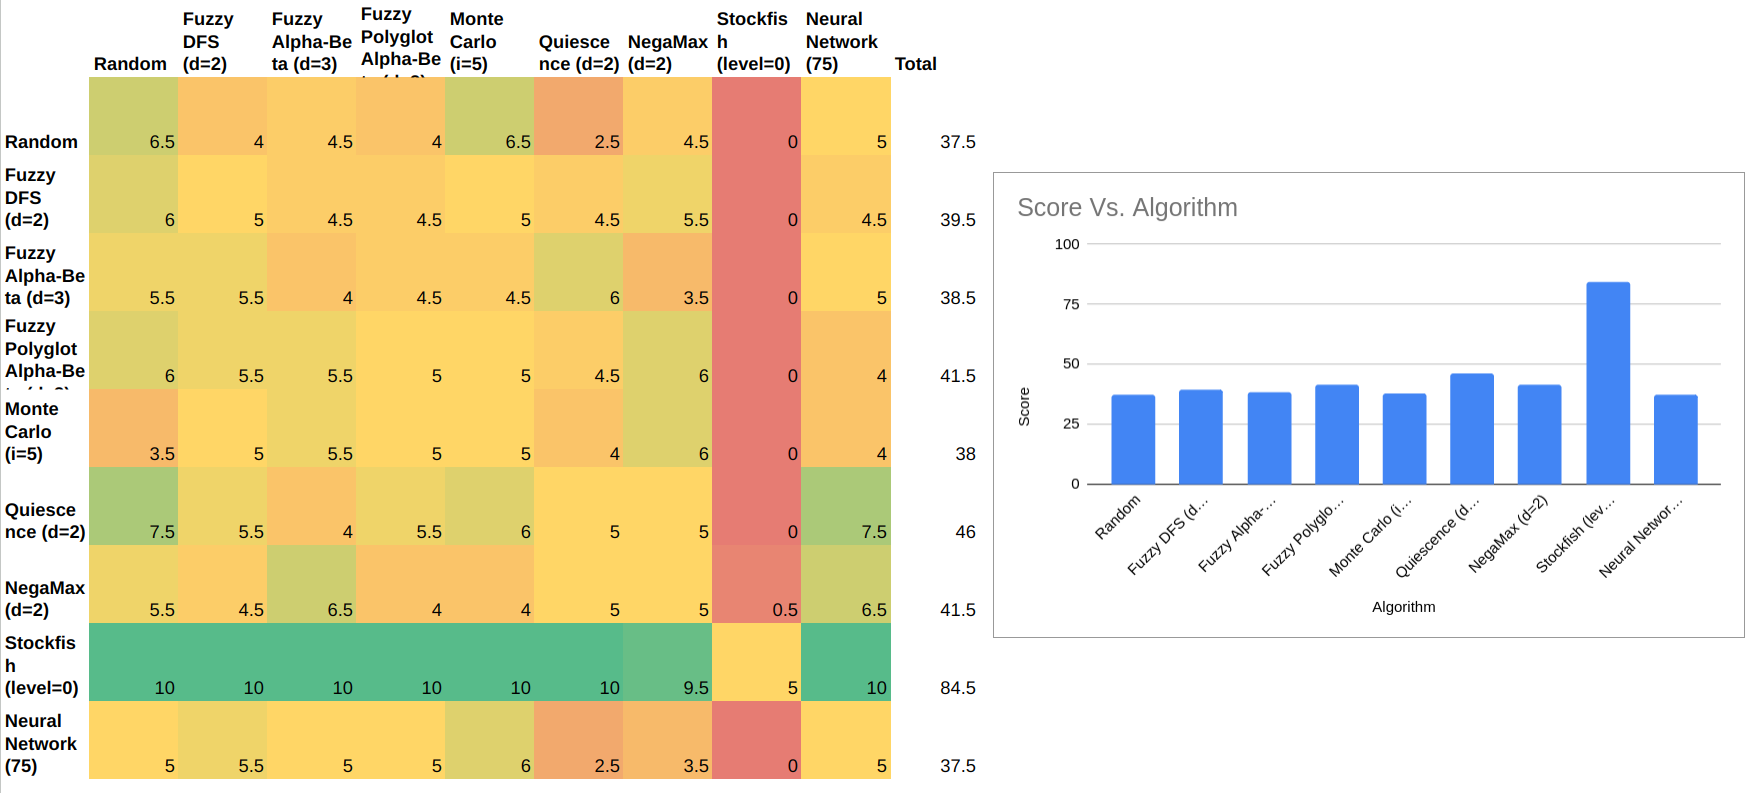 Random Fuzzy DFS (d=2) Fuzzy Alpha-Beta (d=3) Fuzzy Polyglot Alpha-Be Monte Carlo (i=5) Quiescence (d=2) NegaMax (d=2) Stockfish (level=0) Neural Network (75) Total
Random 6.5 4 4.5 4 6.5 2.5 4.5 0 5 37.5
Fuzzy DFS (d=2) 6 5 4.5 4.5 5 4.5 5.5 0 4.5 39.5
Fuzzy Alpha-Beta (d=3) 5.5 5.5 4 4.5 4.5 6 3.5 0 5 38.5
Fuzzy Polyglot Alpha-Be 6 5.5 5.5 5 5 4.5 6 0 4 41.5
Monte Carlo (i=5) 3.5 5 5.5 5 5 4 6 0 4 38
Quiescence (d=2) 7.5 5.5 4 5.5 6 5 5 0 7.5 46
NegaMax (d=2) 5.5 4.5 6.5 4 4 5 5 0.5 6.5 41.5
Stockfish (level=0) 10 10 10 10 10 10 9.5 5 10 84.5
Neural Network (75) 5 5.5 5 5 6 2.5 3.5 0 5 37.5
Score Vs. Algorithm
100
75
50
25
0
Score
Random
Fuzzy DFS (d…
Fuzzy Alpha-…
Fuzzy Polyglo…
Monte Carlo (i…
Quiescence (d…
NegaMax (d=2)
Stockfish (lev…
Neural Networ…
Algorithm